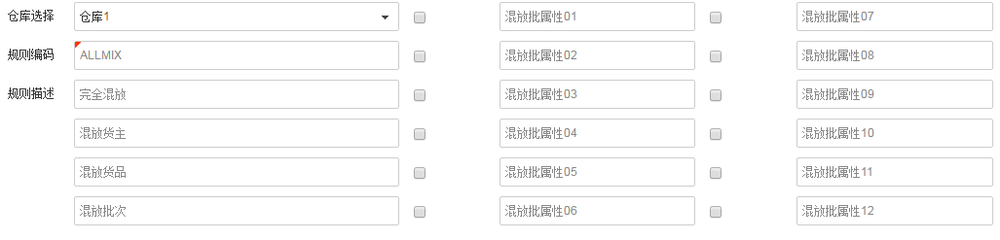 仓库选择 仓库1 混放批属性01 混放批属性07
规则编码 ALLMIX 混放批属性02 混放批属性08
规则描述 完全混放 混放批属性03 混放批属性09
混放货主 混放批属性04 混放批属性10
混放货品 混放批属性05 混放批属性11
混放批次 混放批属性06 混放批属性12